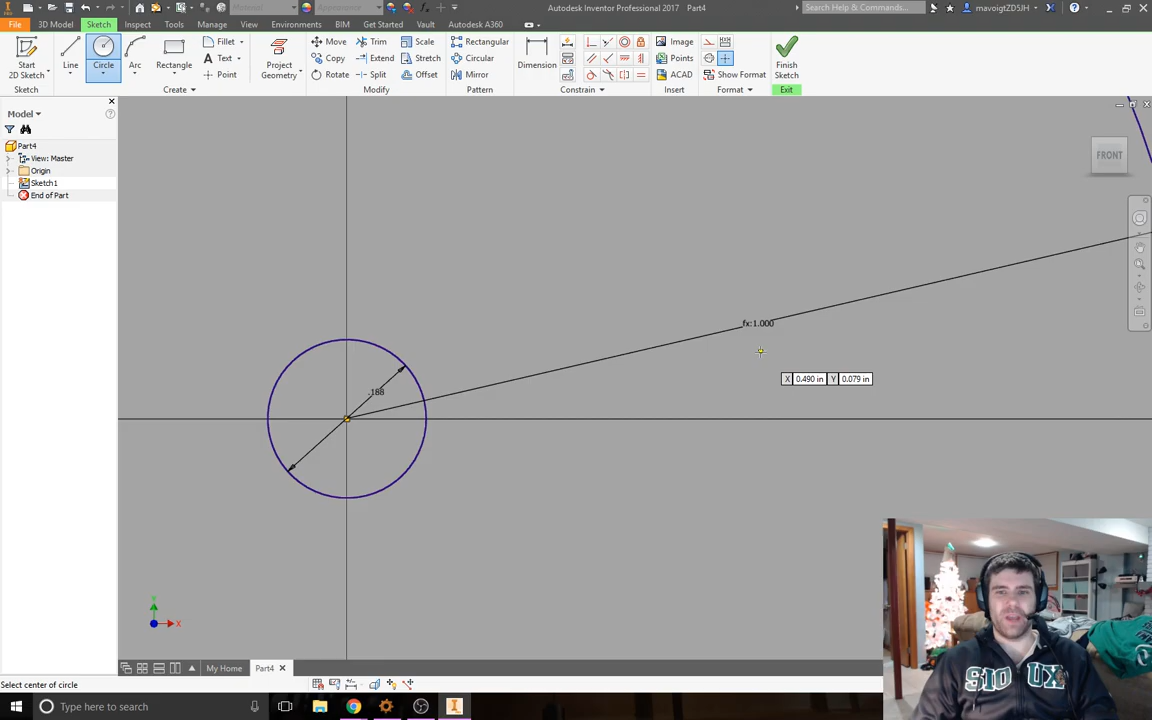 Autodesk Inventor Professional 2017 Part4
Search Help & Commands...
mavoigtZD5JH
File 3D Model Sketch Inspect Tools Manage View Environments BIM Get Started Vault Autodesk A360
Start
2D Sketch
Line
Circle
Arc
Rectangle
Fillet
Text
Point
Project
Geometry
Move
Copy
Rotate
Trim
Extend
Split
Scale
Stretch
Offset
Rectangular
Circular
Mirror
Dimension
Image
Points
ACAD
Show Format
Finish
Sketch
Sketch Create Modify Pattern Constrain Insert Format Exit
Model
Part4
View: Master
Origin
Sketch1
End of Part
FRONT
fx:1.000
X 0.490 in Y 0.079 in
.188
Y
X
SIOUX
My Home Part4
Select center of circle
Type here to search